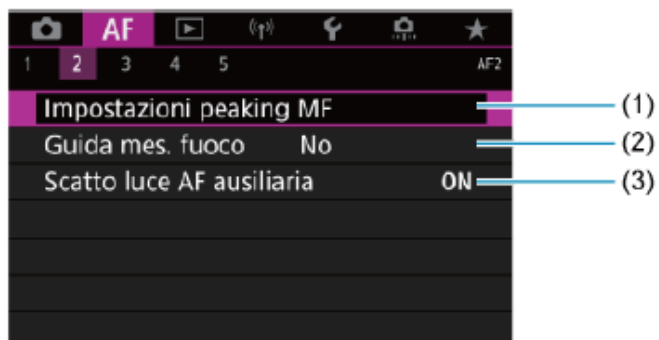 AF
1 2 3 4 5 AF2
Impostazioni peaking MF (1)
Guida mes. fuoco No (2)
Scatto luce AF ausiliaria ON (3)